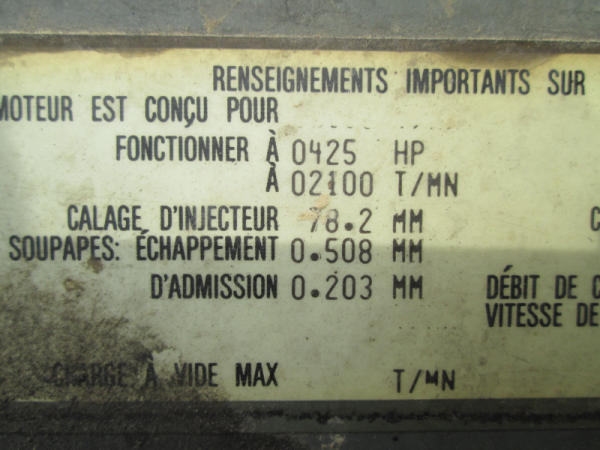 RENSEIGNEMENTS IMPORTANTS SUR
MOTEUR EST CONÇU POUR
FONCTIONNER À 0425 HP
À 02100 T/MN
CALAGE D'INJECTEUR 78.2 MM
SOUPAPES: ÉCHAPPEMENT 0.508 MM
D'ADMISSION 0.203 MM DÉBIT DE C
VITESSE DE
CHARGE À VIDE MAX T/MN